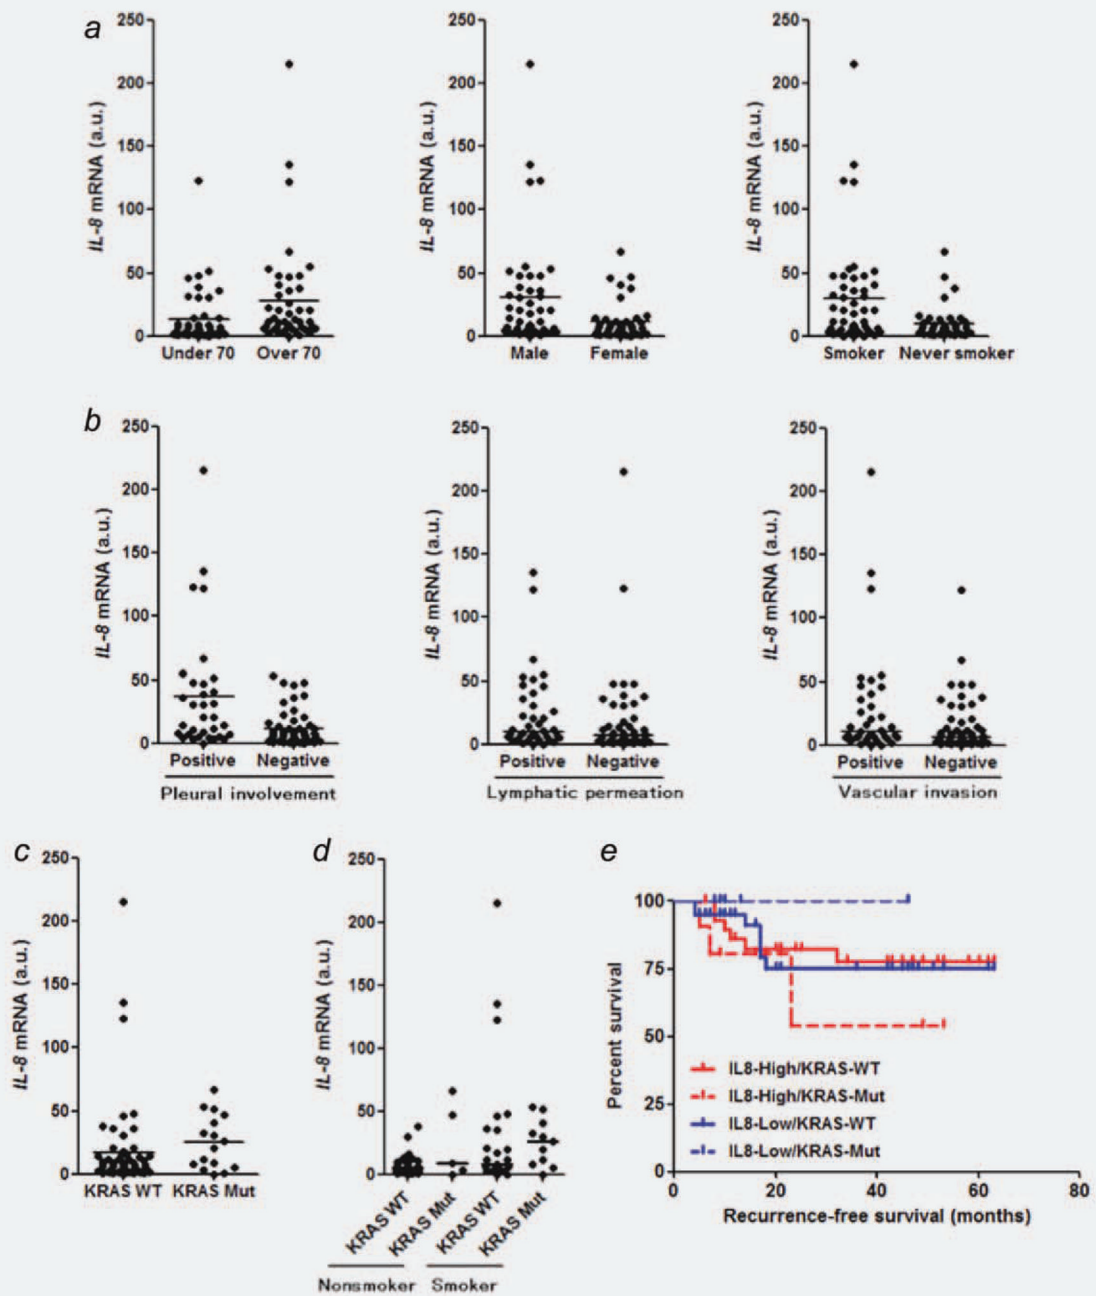 a
250
200
150
100
50
0
IL-8 mRNA (a.u.)
Under 70 Over 70
250
200
150
100
50
0
IL-8 mRNA (a.u.)
Male Female
250
200
150
100
50
0
IL-8 mRNA (a.u.)
Smoker Never smoker
b
250
200
150
100
50
0
IL-8 mRNA (a.u.)
Positive Negative
Pleural involvement
250
200
150
100
50
0
IL-8 mRNA (a.u.)
Positive Negative
Lymphatic permeation
250
200
150
100
50
0
IL-8 mRNA (a.u.)
Positive Negative
Vascular invasion
c
250
200
150
100
50
0
IL-8 mRNA (a.u.)
KRAS WT KRAS Mut
d
250
200
150
100
50
0
IL-8 mRNA (a.u.)
KRAS WT
KRAS Mut
KRAS WT
KRAS Mut
Nonsmoker Smoker
e
100
75
50
25
0
Percent survival
IL8-High/KRAS-WT
IL8-High/KRAS-Mut
IL8-Low/KRAS-WT
IL8-Low/KRAS-Mut
0 20 40 60 80
Recurrence-free survival (months)